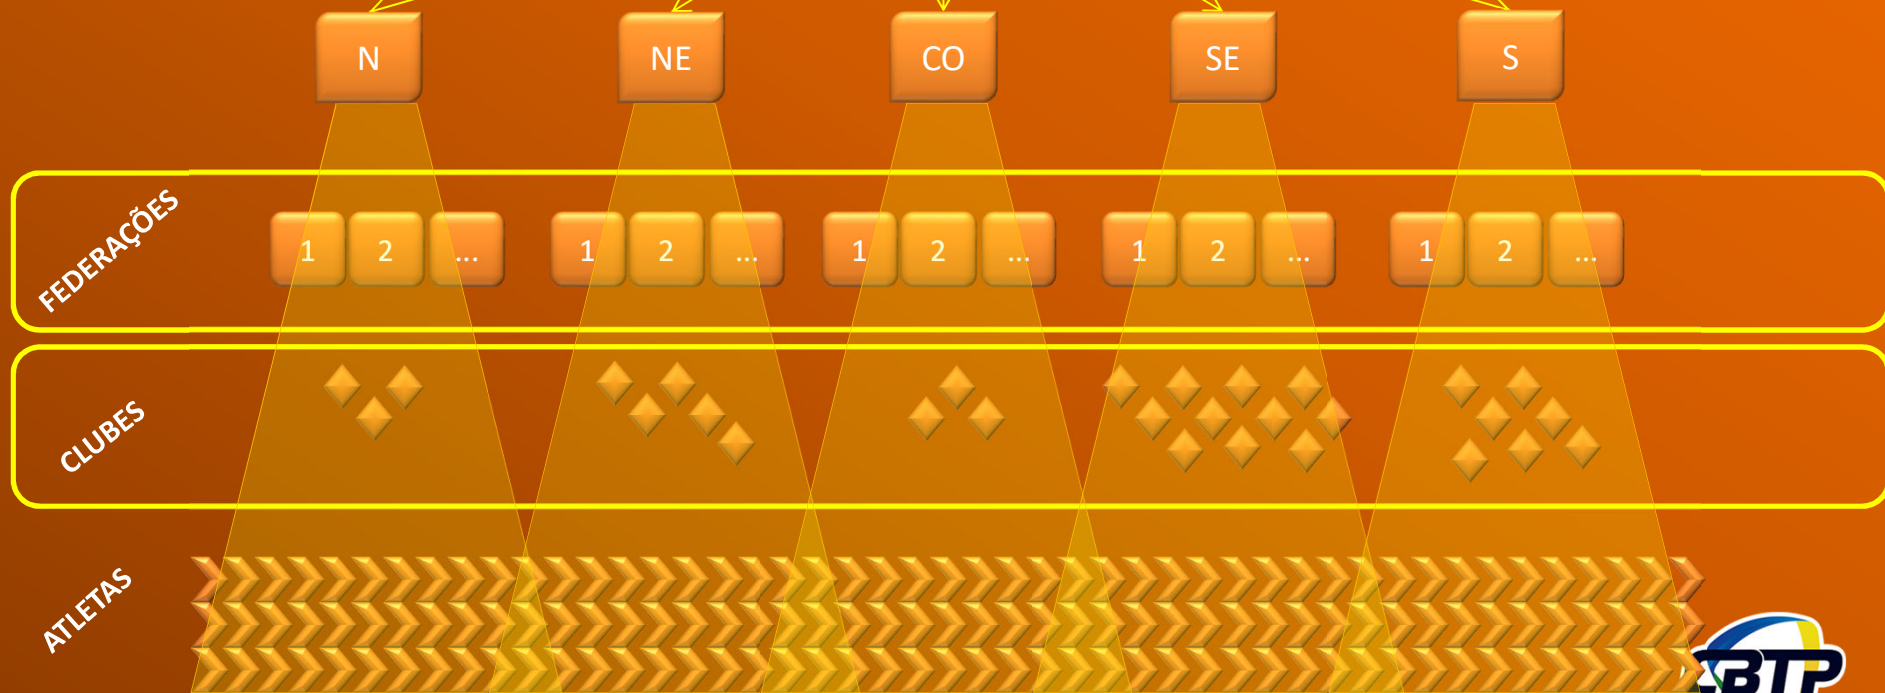 N NE CO SE S
FEDERAÇÕES
1 2 ... 1 2 ... 1 2 ... 1 2 ... 1 2 ...
CLUBES
ATLETAS
BTP